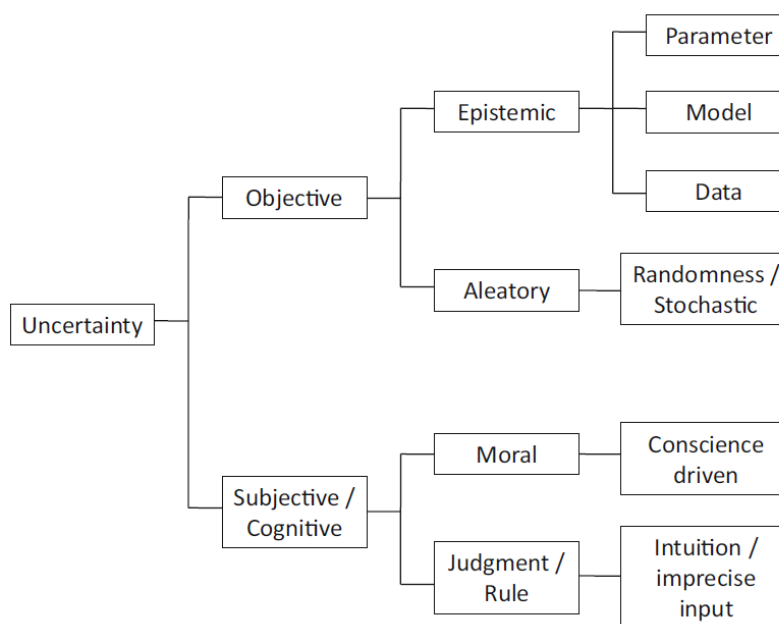 Parameter
Epistemic
Model
Objective
Data
Aleatory
Randomness /
Stochastic
Uncertainty
Moral
Conscience
driven
Subjective /
Cognitive
Judgment /
Rule
Intuition /
imprecise
input